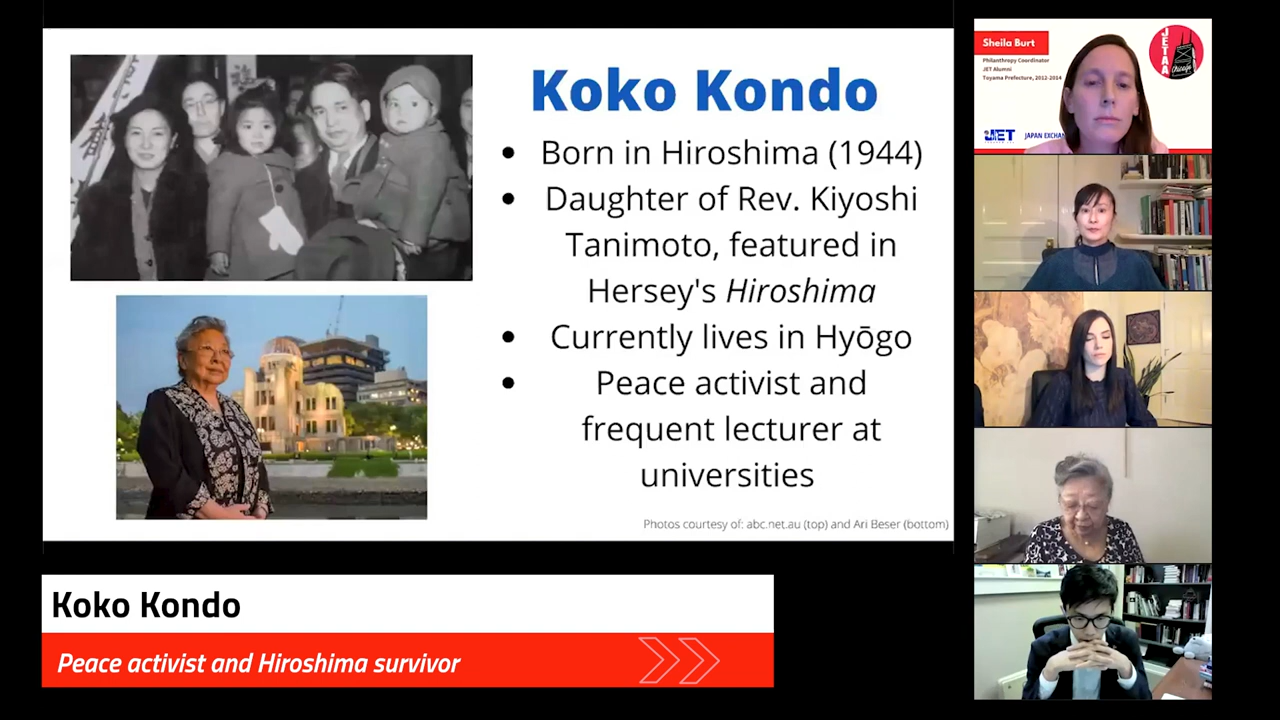 Koko Kondo
Born in Hiroshima (1944)
Daughter of Rev. Kiyoshi
Tanimoto, featured in
Hersey's Hiroshima
Currently lives in Hyōgo
Peace activist and
frequent lecturer at
universities
Photos courtesy of: abc.net.au (top) and Ari Beser (bottom)
Koko Kondo
Peace activist and Hiroshima survivor
Sheila Burt
Philanthropy Coordinator
JET Alumni
Toyama Prefecture, 2012-2014
JETAA
Chicago
JET
JAPAN EXCHAN